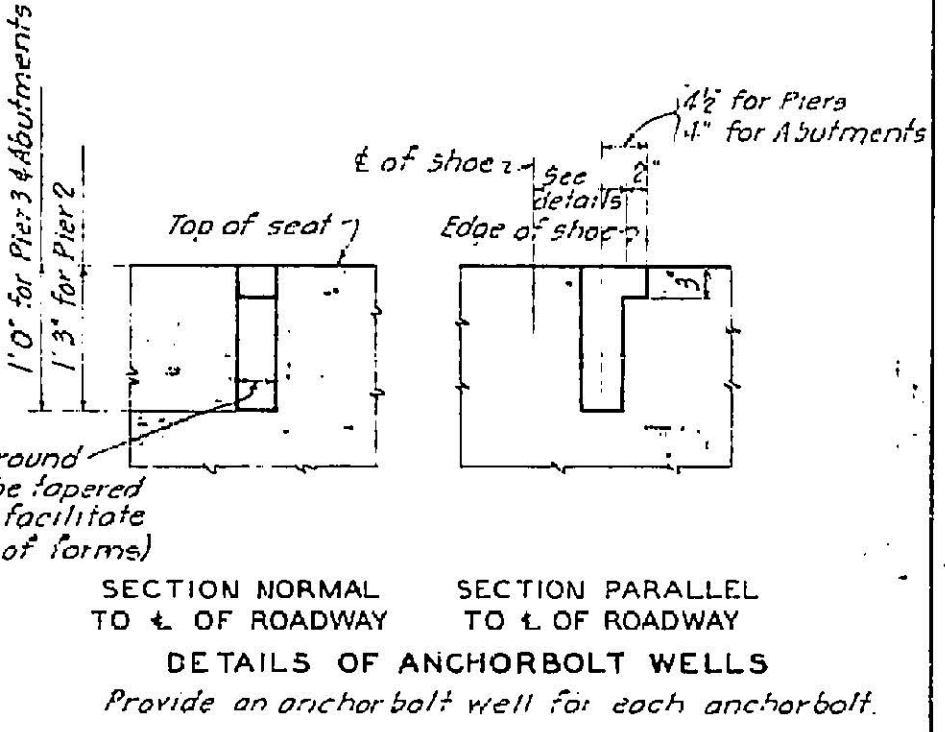 1'0" for Pier 3 & Abutments
1'3" for Pier 2
4½" for Piers
4" for Abutments
℄ of shoe
See
details
2"
Top of seat
Edge of shoe
3"
round
be tapered
facilitate
of forms)
SECTION NORMAL
TO ℄ OF ROADWAY
SECTION PARALLEL
TO ℄ OF ROADWAY
DETAILS OF ANCHORBOLT WELLS
Provide an anchorbolt well for each anchorbolt.